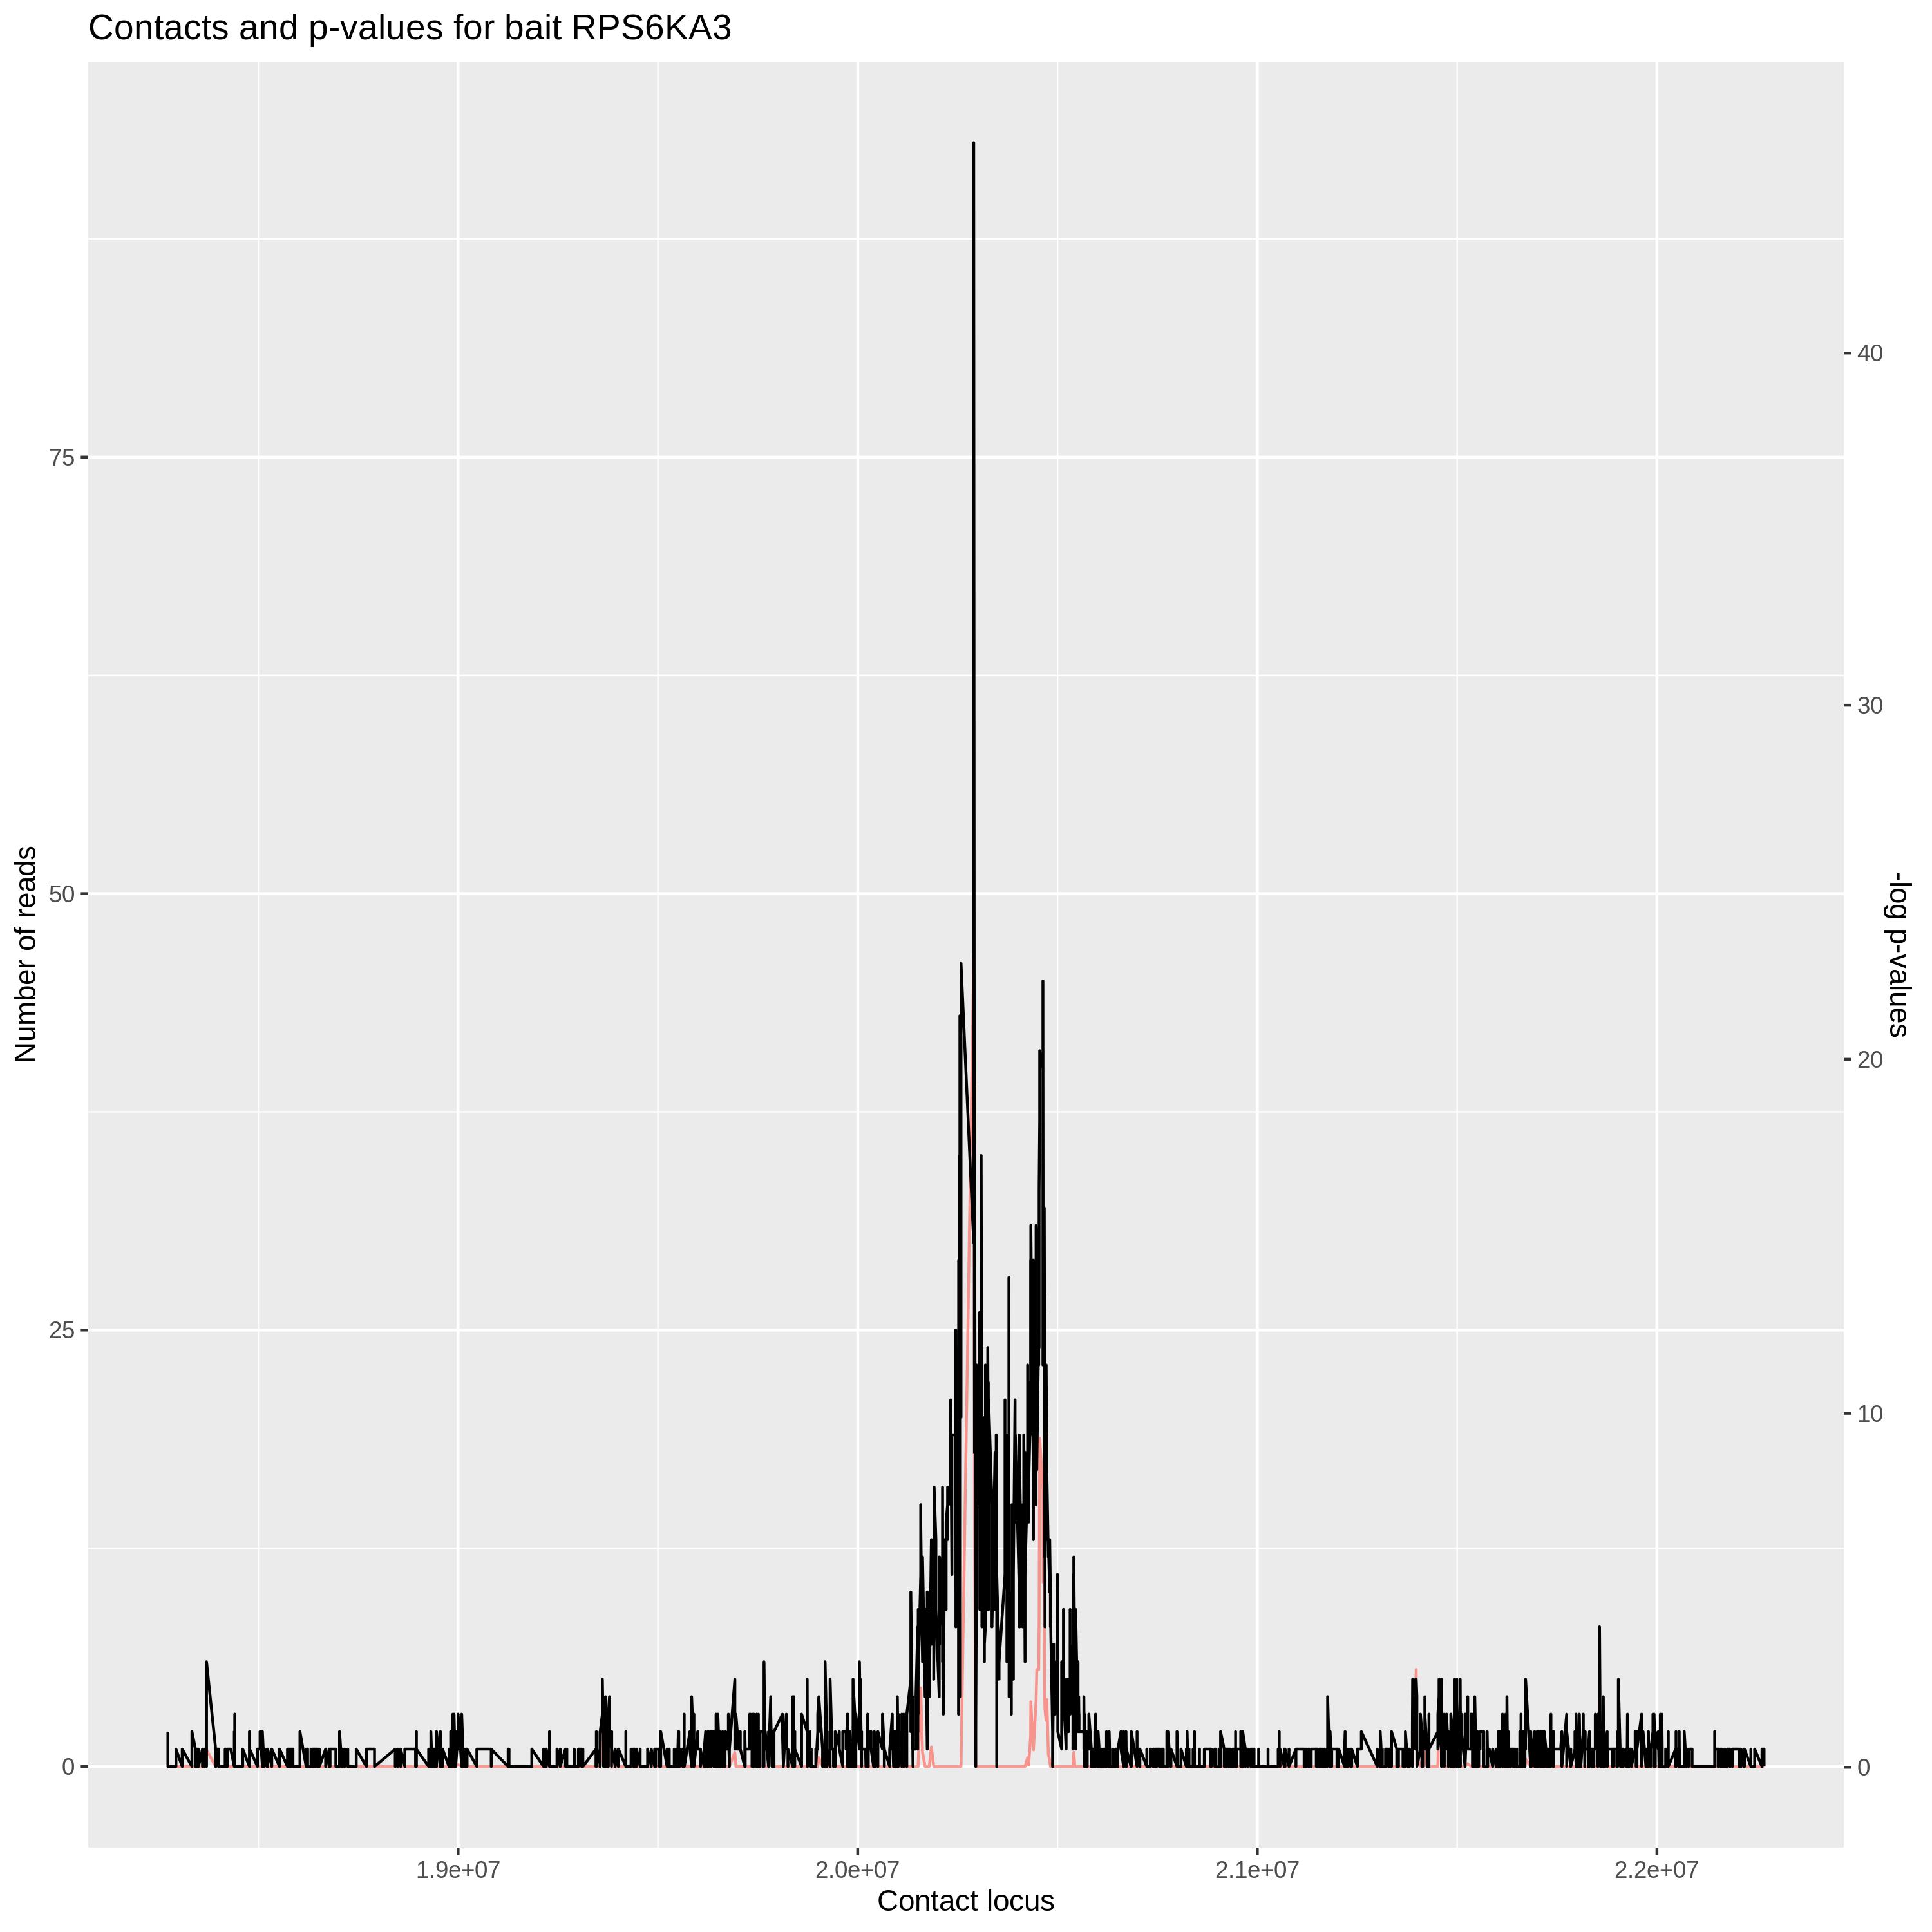 Contacts and p-values for bait RPS6KA3
Number of reads
75
50
25
0
40
30
20
10
0
-log p-values
1.9e+07
2.0e+07
2.1e+07
2.2e+07
Contact locus